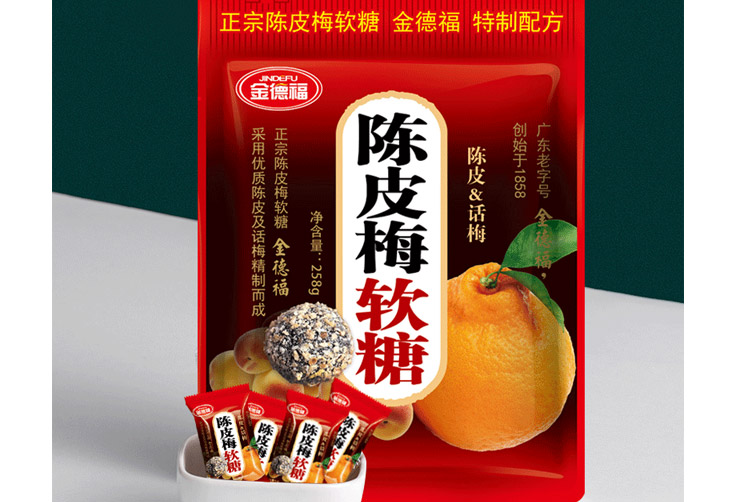 正宗陈皮梅软糖 金德福 特制配方
JINDEFU
金德福
陈皮梅软糖
陈皮&话梅
广东老字号 金德福
创始于1858
正宗陈皮梅软糖 金德福
采用优质陈皮及话梅精制而成
净含量：258g
金德福
陈皮梅软糖
陈皮梅
陈皮梅软糖